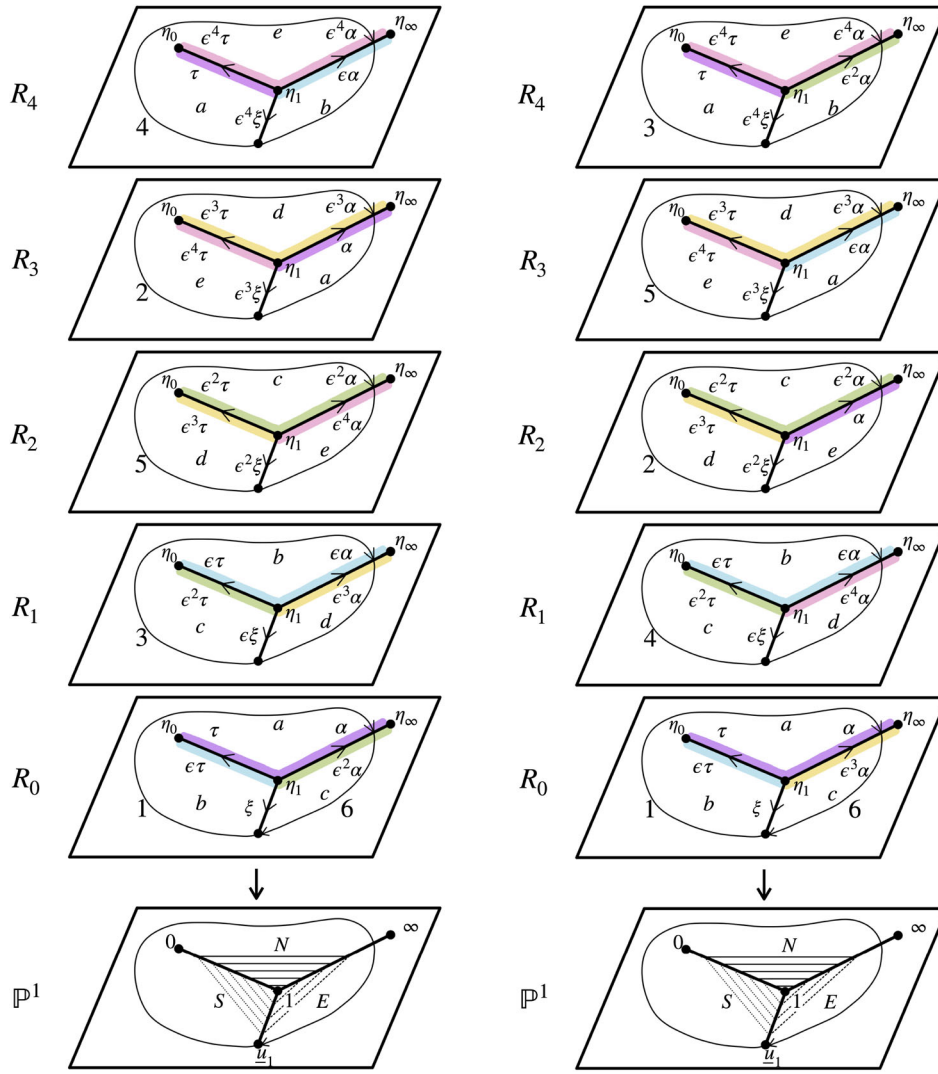 η₀ ϵ⁴τ e ϵ⁴α η∞
τ ϵα
R₄ a η₁ b
4 ϵ⁴ξ
η₀ ϵ⁴τ e ϵ⁴α η∞
τ ϵ²α
R₄ a η₁ b
3 ϵ⁴ξ
η₀ ϵ³τ d ϵ³α η∞
ϵ⁴τ α
R₃ e η₁ a
2 ϵ³ξ
η₀ ϵ³τ d ϵ³α η∞
ϵ⁴τ ϵα
R₃ e η₁ a
5 ϵ³ξ
η₀ ϵ²τ c ϵ²α η∞
ϵ³τ ϵ⁴α
R₂ d η₁ e
5 ϵ²ξ
η₀ ϵ²τ c ϵ²α η∞
ϵ³τ α
R₂ d η₁ e
2 ϵ²ξ
η₀ ϵτ b ϵα η∞
ϵ²τ ϵ³α
R₁ c η₁ d
3 ϵξ
η₀ ϵτ b ϵα η∞
ϵ²τ ϵ⁴α
R₁ c η₁ d
4 ϵξ
η₀ τ a α η∞
ϵτ ϵ²α
R₀ b η₁ c
1 ξ 6
η₀ τ a α η∞
ϵτ ϵ³α
R₀ b η₁ c
1 ξ 6
0 N ∞
ℙ¹ S 1 E
u̲₁
0 N ∞
ℙ¹ S 1 E
u̲₁